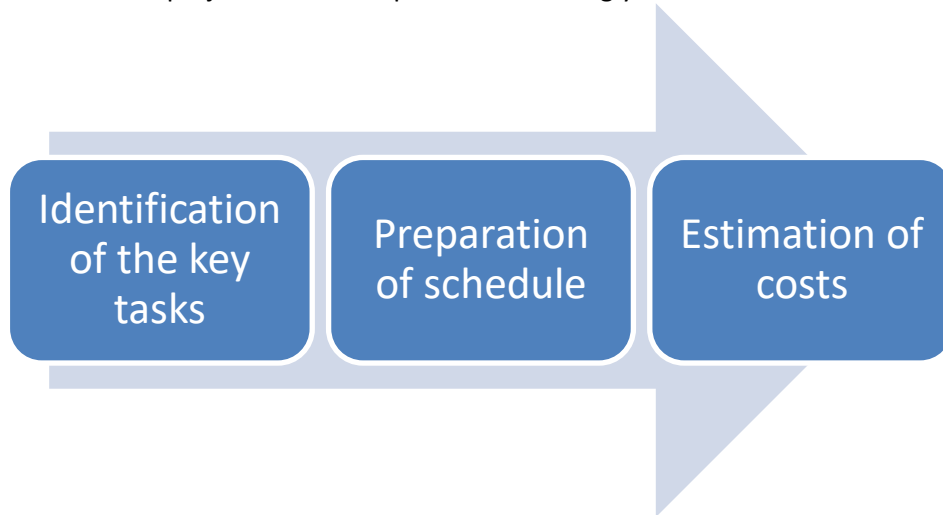 Identification
of the key
tasks
Preparation
of schedule
Estimation of
costs